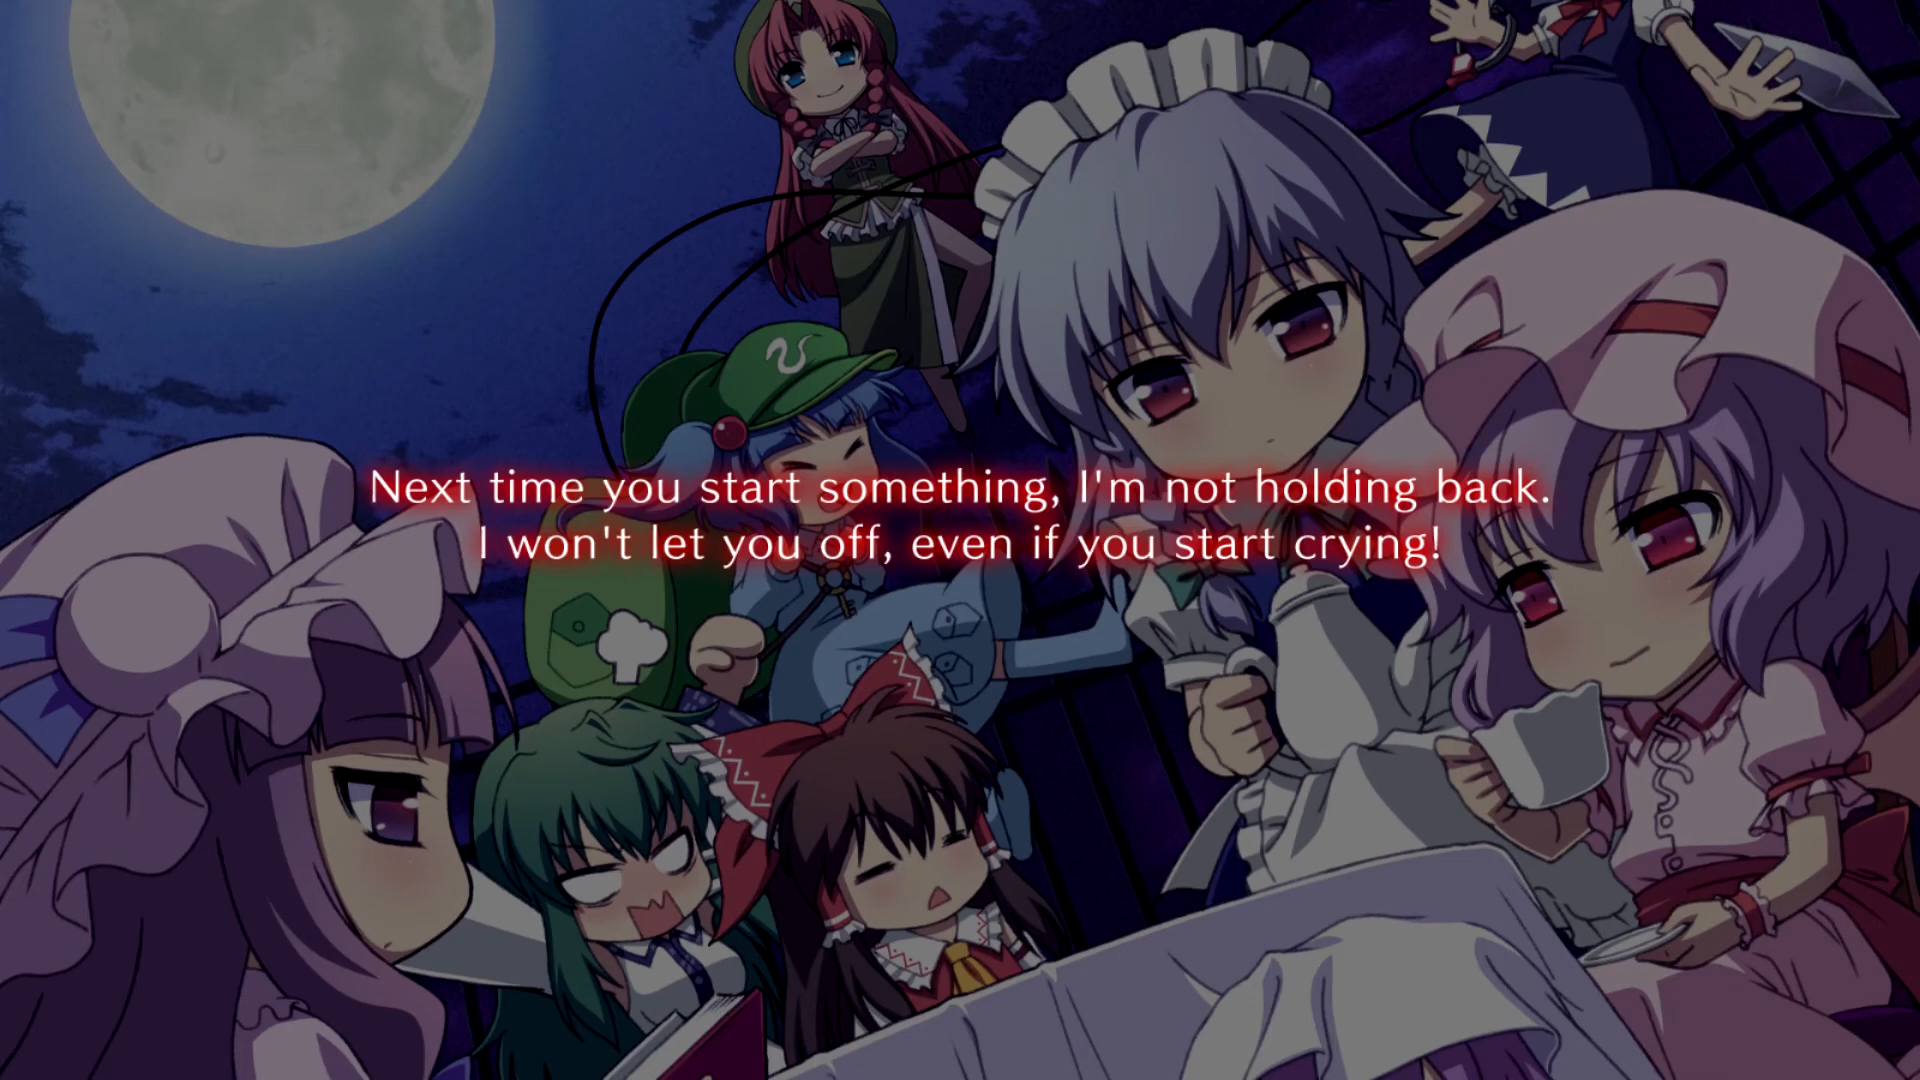 Next time you start something, I'm not holding back.
I won't let you off, even if you start crying!